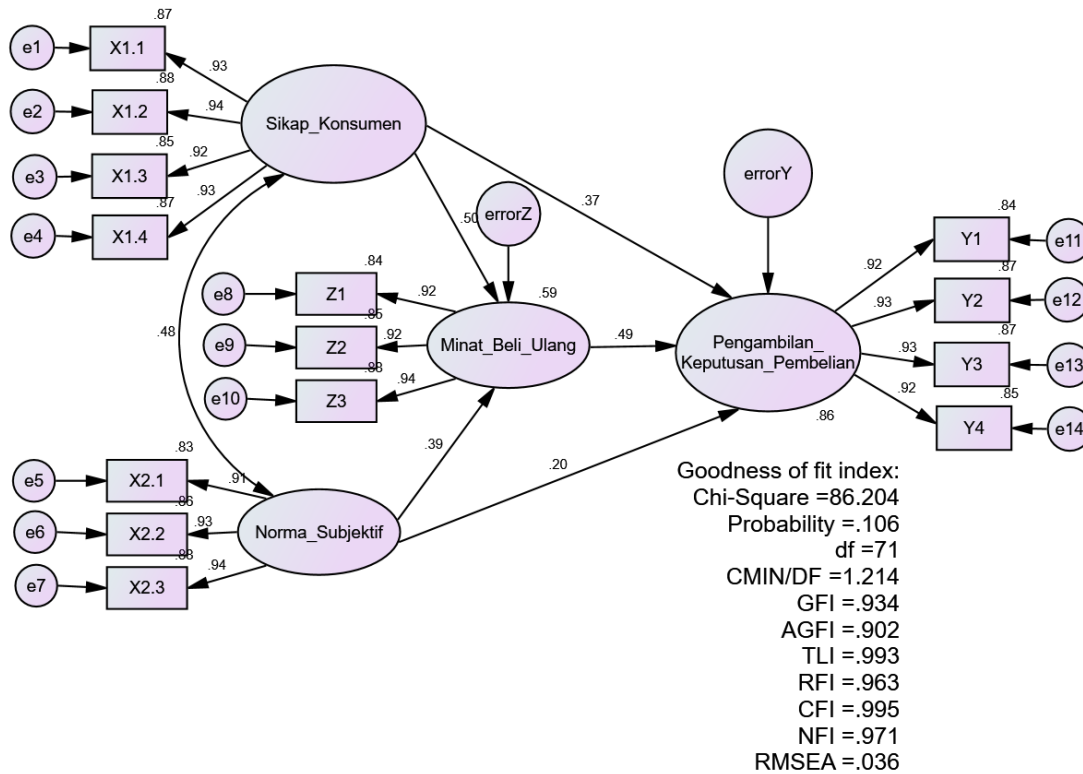 .87
e1
X1.1
.93
.88
e2
X1.2
.94
.85
e3
X1.3
.92
.87
e4
X1.4
.93
Sikap_Konsumen
.37
.50
errorZ
errorY
.48
.84
e8
Z1
.92
.85
e9
Z2
.92
.88
e10
Z3
.94
.59
Minat_Beli_Ulang
.49
Pengambilan_
Keputusan_Pembelian
.86
.84
Y1
e11
.92
.87
Y2
e12
.93
.87
Y3
e13
.93
.85
Y4
e14
.92
.39
.20
.83
e5
X2.1
.91
.86
e6
X2.2
.93
.88
e7
X2.3
.94
Norma_Subjektif
Goodness of fit index:
Chi-Square =86.204
Probability =.106
df =71
CMIN/DF =1.214
GFI =.934
AGFI =.902
TLI =.993
RFI =.963
CFI =.995
NFI =.971
RMSEA =.036